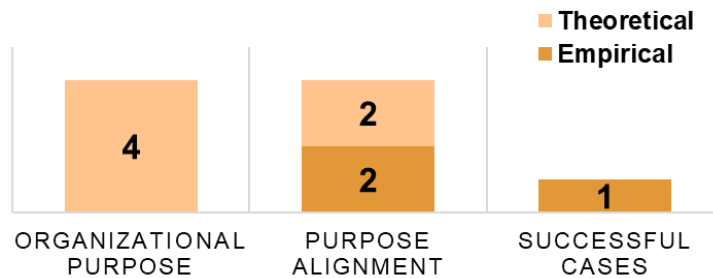 Theoretical
Empirical
4
2
2
1
ORGANIZATIONAL
PURPOSE
PURPOSE
ALIGNMENT
SUCCESSFUL
CASES